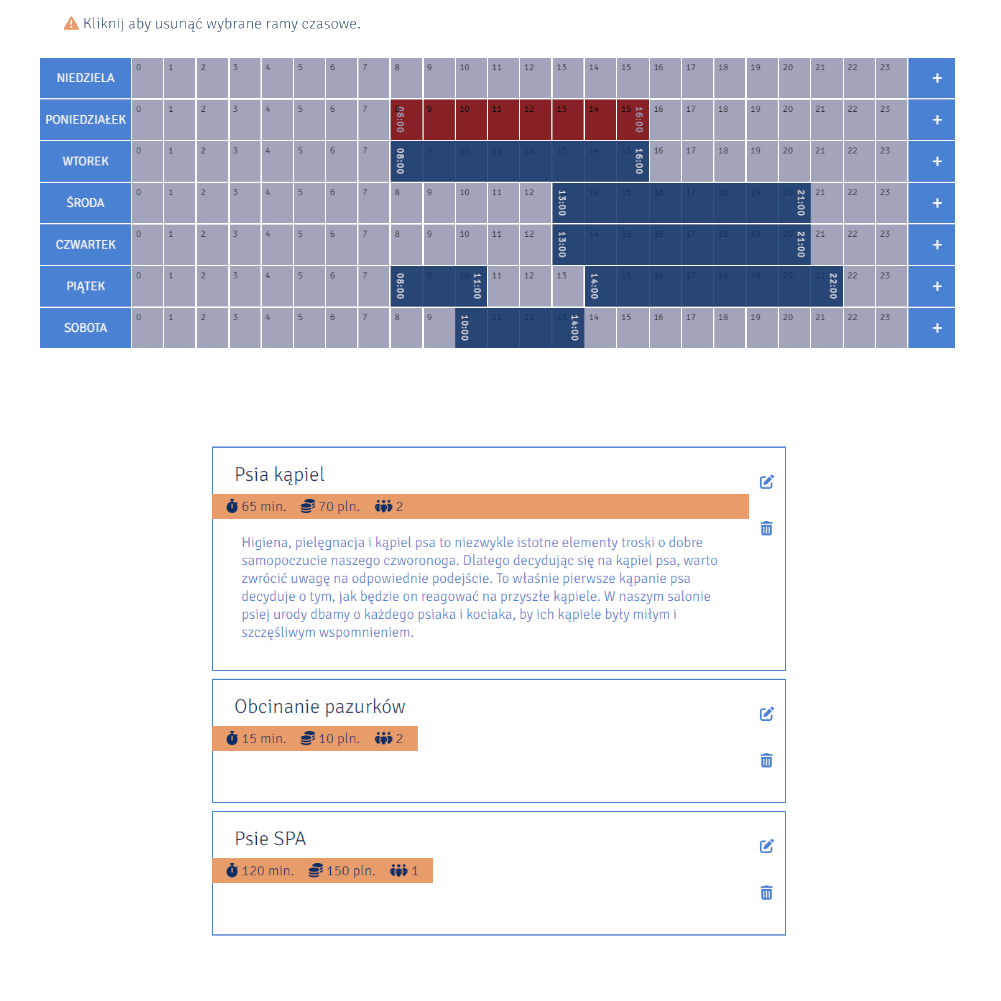 Kliknij aby usunąć wybrane ramy czasowe.
NIEDZIELA 0 1 2 3 4 5 6 7 8 9 10 11 12 13 14 15 16 17 18 19 20 21 22 23 +
PONIEDZIAŁEK 0 1 2 3 4 5 6 7 08:00 9 10 11 12 13 14 15 16:00 16 17 18 19 20 21 22 23 +
WTOREK 0 1 2 3 4 5 6 7 08:00 9 10 11 12 13 14 15 16:00 16 17 18 19 20 21 22 23 +
ŚRODA 0 1 2 3 4 5 6 7 8 9 10 11 12 13:00 14 15 16 17 18 19 20 21:00 21 22 23 +
CZWARTEK 0 1 2 3 4 5 6 7 8 9 10 11 12 13:00 14 15 16 17 18 19 20 21:00 21 22 23 +
PIĄTEK 0 1 2 3 4 5 6 7 08:00 9 10 11:00 11 12 13 14:00 15 16 17 18 19 20 21 22:00 22 23 +
SOBOTA 0 1 2 3 4 5 6 7 8 9 10:00 11 12 13 14:00 14 15 16 17 18 19 20 21 22 23 +
Psia kąpiel
65 min. 70 pln. 2
Higiena, pielęgnacja i kąpiel psa to niezwykle istotne elementy troski o dobre
samopoczucie naszego czworonoga. Dlatego decydując się na kąpiel psa, warto
zwrócić uwagę na odpowiednie podejście. To właśnie pierwsze kąpanie psa
decyduje o tym, jak będzie on reagować na przyszłe kąpiele. W naszym salonie
psiej urody dbamy o każdego psiaka i kociaka, by ich kąpiele były miłym i
szczęśliwym wspomnieniem.
Obcinanie pazurków
15 min. 10 pln. 2
Psie SPA
120 min. 150 pln. 1